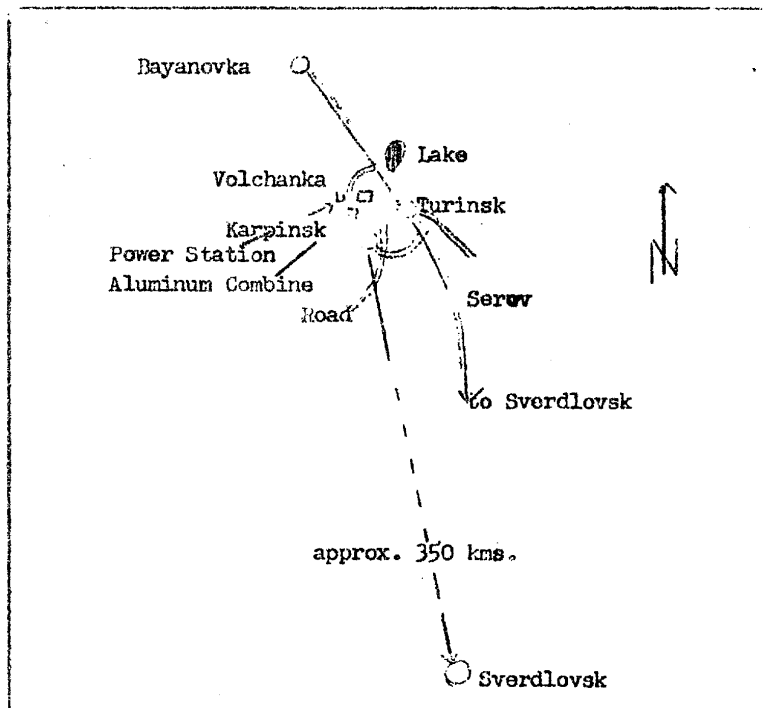 Bayanovka
Lake
Volchanka
Turinsk
Karpinsk
Power Station
Aluminum Combine
Serov
Road
to Sverdlovsk
N
approx. 350 kms.
Sverdlovsk